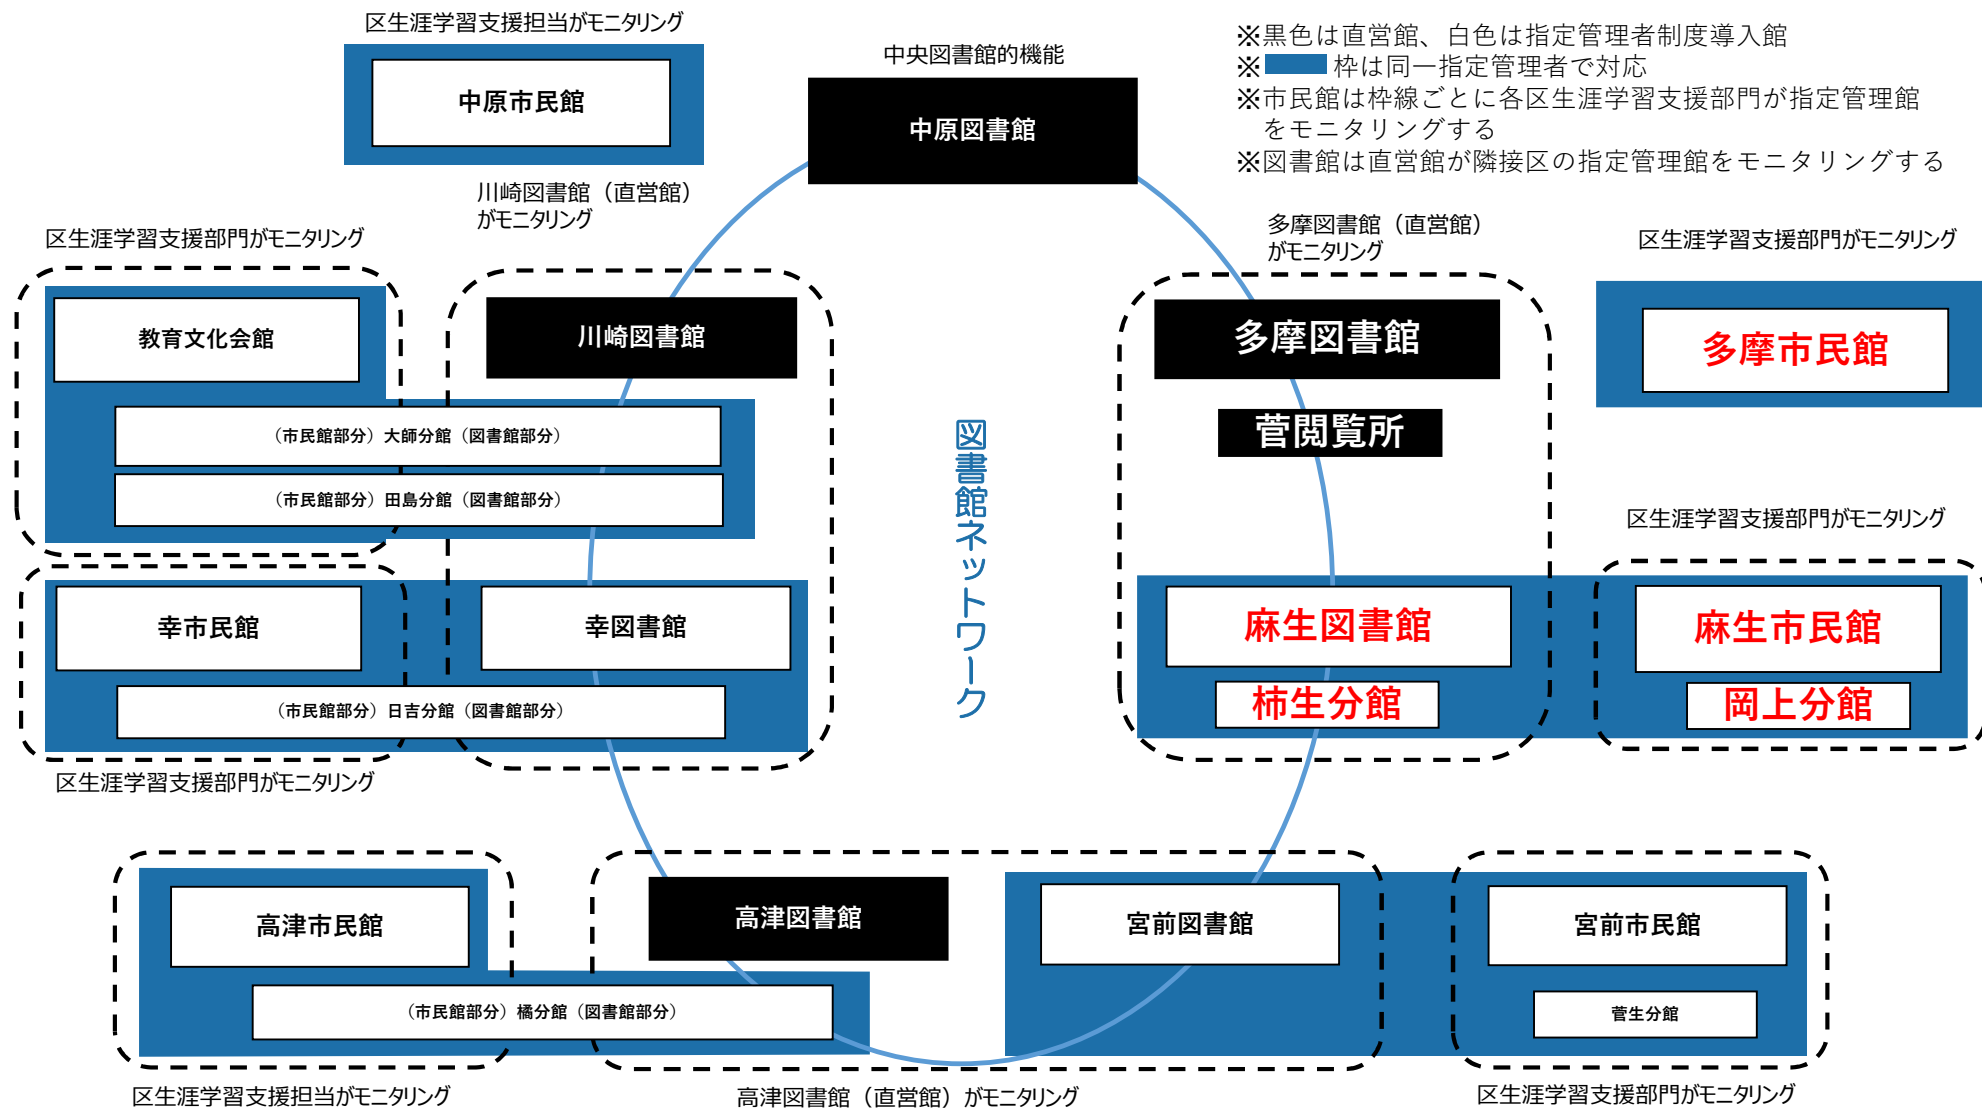 区生涯学習支援担当がモニタリング
中原市民館
中央図書館的機能
中原図書館
※黒色は直営館、白色は指定管理者制度導入館
※ 枠は同一指定管理者で対応
※市民館は枠線ごとに各区生涯学習支援部門が指定管理館
をモニタリングする
※図書館は直営館が隣接区の指定管理館をモニタリングする
川崎図書館（直営館）
がモニタリング
区生涯学習支援部門がモニタリング
教育文化会館
川崎図書館
（市民館部分）大師分館（図書館部分）
（市民館部分）田島分館（図書館部分）
幸市民館
幸図書館
（市民館部分）日吉分館（図書館部分）
区生涯学習支援部門がモニタリング
図書館ネットワーク
多摩図書館（直営館）
がモニタリング
多摩図書館
菅閲覧所
麻生図書館
柿生分館
区生涯学習支援部門がモニタリング
多摩市民館
区生涯学習支援部門がモニタリング
麻生市民館
岡上分館
高津市民館
高津図書館
（市民館部分）橘分館（図書館部分）
宮前図書館
宮前市民館
菅生分館
区生涯学習支援担当がモニタリング
高津図書館（直営館）がモニタリング
区生涯学習支援部門がモニタリング